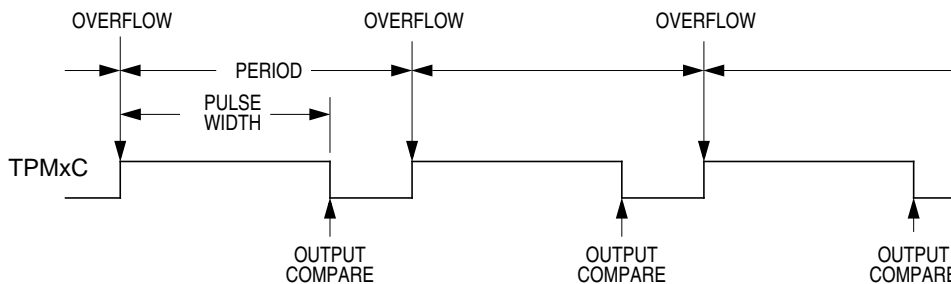 OVERFLOW OVERFLOW OVERFLOW
PERIOD
PULSE
WIDTH
TPMxC
OUTPUT
COMPARE
OUTPUT
COMPARE
OUTPUT
COMPARE